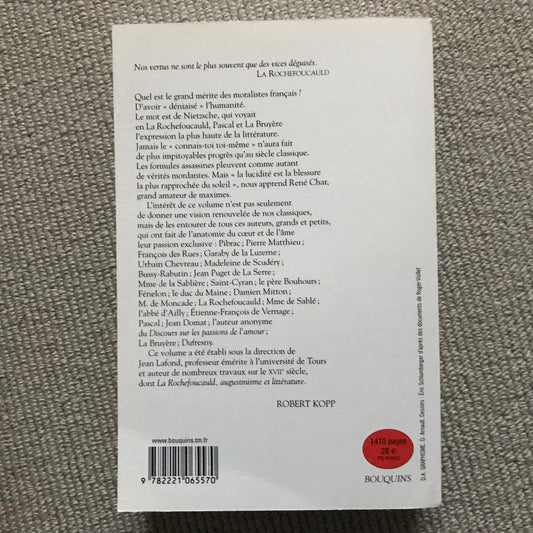 Nos vertus ne sont le plus souvent que des vices déguisés.
LA ROCHEFOUCAULD
Quel est le grand mérite des moralistes français ?
D'avoir « déniaisé » l'humanité.
Le mot est de Nietzsche, qui voyait
en La Rochefoucauld, Pascal et La Bruyère
l'expression la plus haute de la littérature.
Jamais le « connais-toi toi-même » n'aura fait
de plus impitoyables progrès qu'au siècle classique.
Les formules assassines pleuvent comme autant
de vérités mordantes. Mais « la lucidité est la blessure
la plus rapprochée du soleil », nous apprend René Char,
grand amateur de maximes.
L'intérêt de ce volume n'est pas seulement
de donner une vision renouvelée de nos classiques,
mais de les entourer de tous ces auteurs, grands et petits,
qui ont fait de l'anatomie du cœur et de l'âme
leur passion exclusive : Pibrac ; Pierre Matthieu ;
François des Rues ; Garaby de la Luzerne ;
Urbain Chevreau ; Madeleine de Scudéry ;
Bussy-Rabutin ; Jean Puget de La Serre ;
Mme de la Sablière ; Saint-Cyran ; le père Bouhours ;
Fénelon ; le duc du Maine ; Damien Mitton ;
M. de Moncade ; La Rochefoucauld ; Mme de Sablé ;
l'abbé d'Ailly ; Étienne-François de Vernage ;
Pascal ; Jean Domat ; l'auteur anonyme
du Discours sur les passions de l'amour ;
La Bruyère ; Dufresny.
Ce volume a été établi sous la direction de
Jean Lafond, professeur émérite à l'université de Tours
et auteur de nombreux travaux sur le XVIIe siècle,
dont La Rochefoucauld, augustinisme et littérature.
ROBERT KOPP
www.bouquins.tm.fr
9 782221 065570
1410 pages
28 €
BOUQUINS
D.A. GRAPHISME, D. Arnault. Dessins : Éric Schlumberger d'après des documents de Roger-Viollet